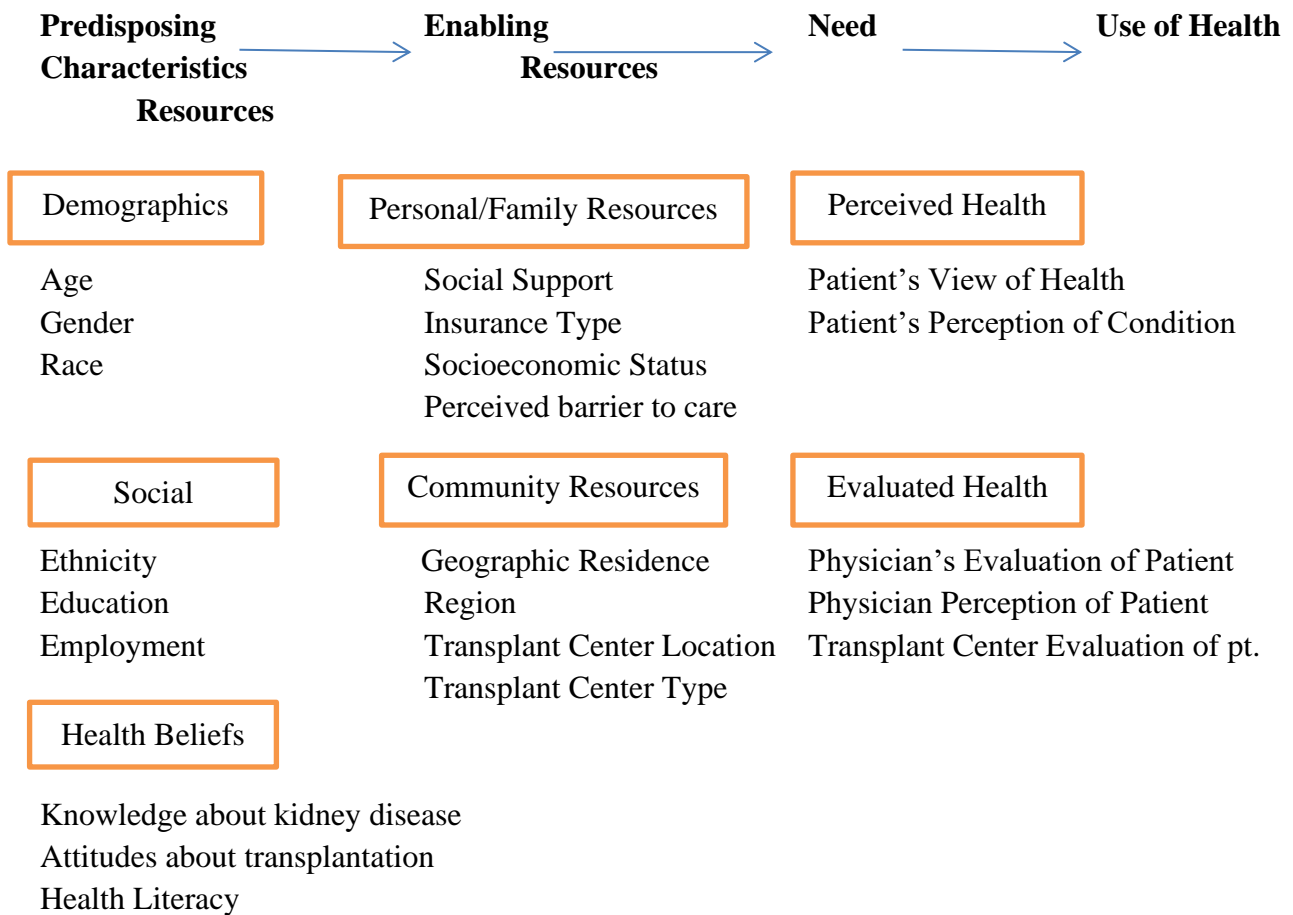 Predisposing Enabling Need Use of Health
Characteristics Resources
Resources
Demographics Personal/Family Resources Perceived Health
Age Social Support Patient’s View of Health
Gender Insurance Type Patient’s Perception of Condition
Race Socioeconomic Status
Perceived barrier to care
Social Community Resources Evaluated Health
Ethnicity Geographic Residence Physician’s Evaluation of Patient
Education Region Physician Perception of Patient
Employment Transplant Center Location Transplant Center Evaluation of pt.
Transplant Center Type
Health Beliefs
Knowledge about kidney disease
Attitudes about transplantation
Health Literacy